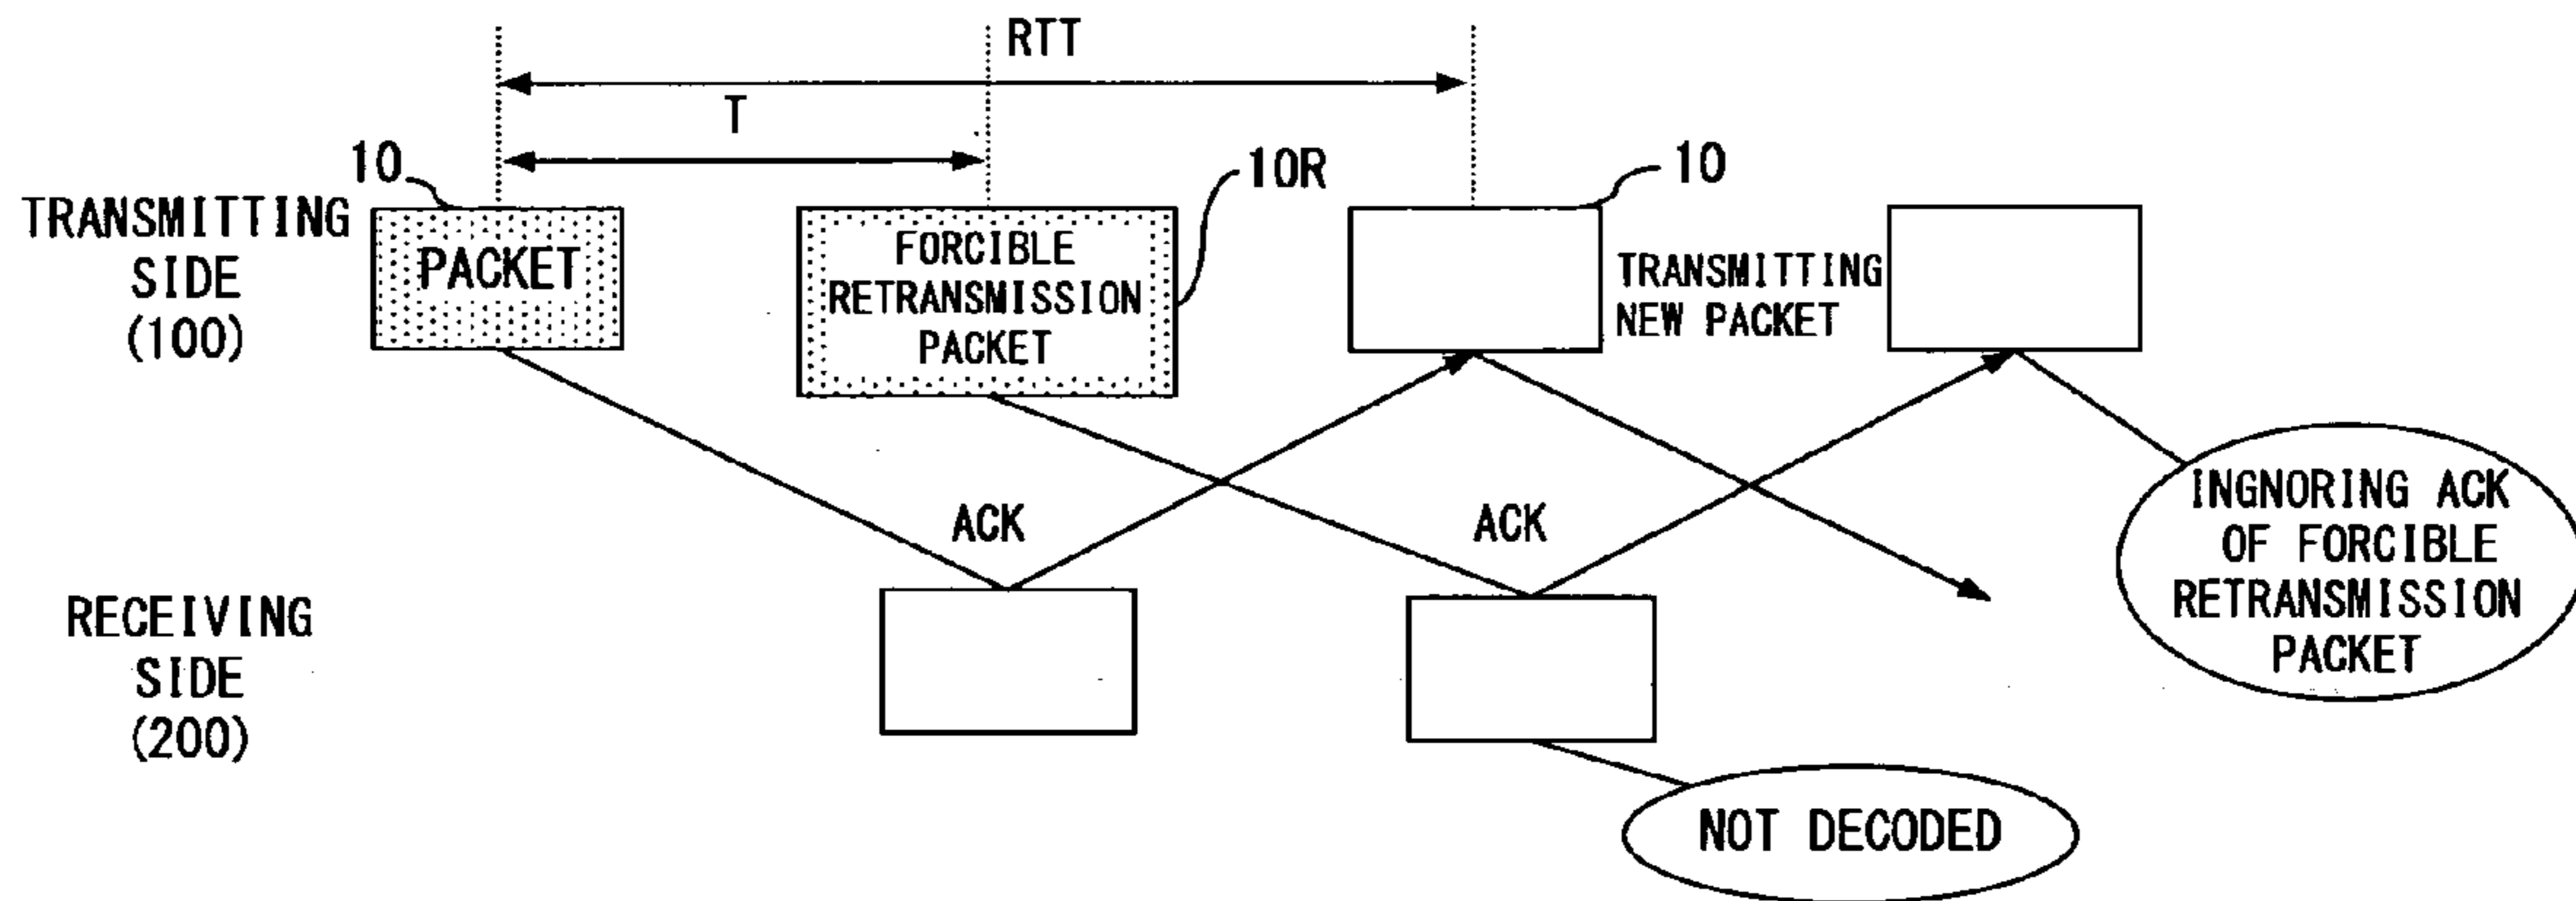 RTT
T
10
10R
10
TRANSMITTING
SIDE
(100)
PACKET
FORCIBLE
RETRANSMISSION
PACKET
TRANSMITTING
NEW PACKET
ACK
ACK
INGNORING ACK
OF FORCIBLE
RETRANSMISSION
PACKET
RECEIVING
SIDE
(200)
NOT DECODED